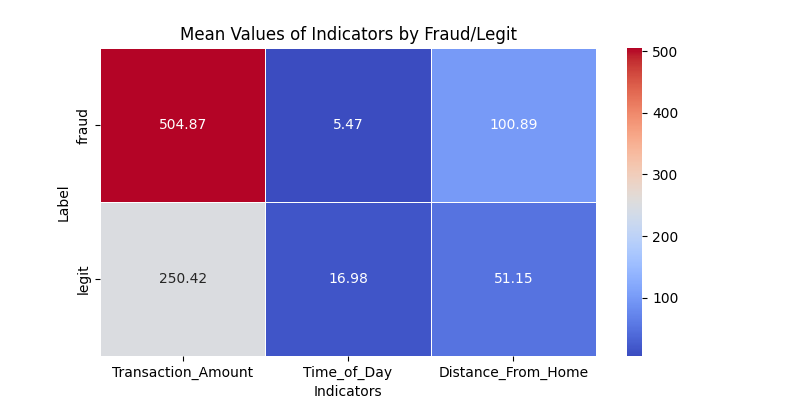 Mean Values of Indicators by Fraud/Legit
Label
fraud
504.87
5.47
100.89
legit
250.42
16.98
51.15
Transaction_Amount
Time_of_Day
Distance_From_Home
Indicators
500
400
300
200
100